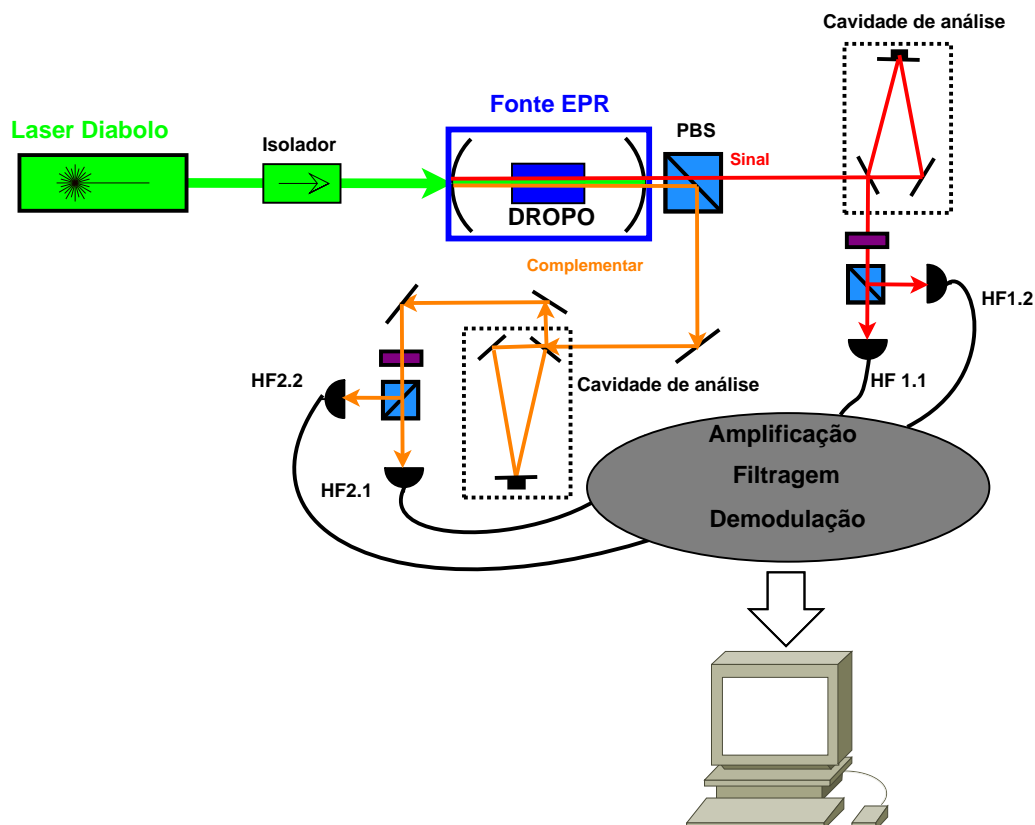 Cavidade de análise
Fonte EPR
Laser Diabolo
PBS
Isolador
Sinal
DROPO
Complementar
HF1.2
HF2.2
Cavidade de análise
HF 1.1
Amplificação
HF2.1
Filtragem
Demodulação